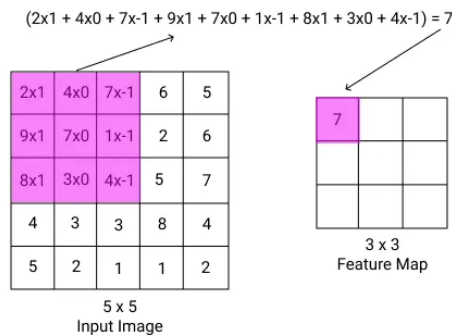 (2x1 + 4x0 + 7x-1 + 9x1 + 7x0 + 1x-1 + 8x1 + 3x0 + 4x-1) = 7
2x1 4x0 7x-1 6 5
9x1 7x0 1x-1 2 6
8x1 3x0 4x-1 5 7
4 3 3 8 4
5 2 1 1 2
5 x 5
Input Image
7
3 x 3
Feature Map